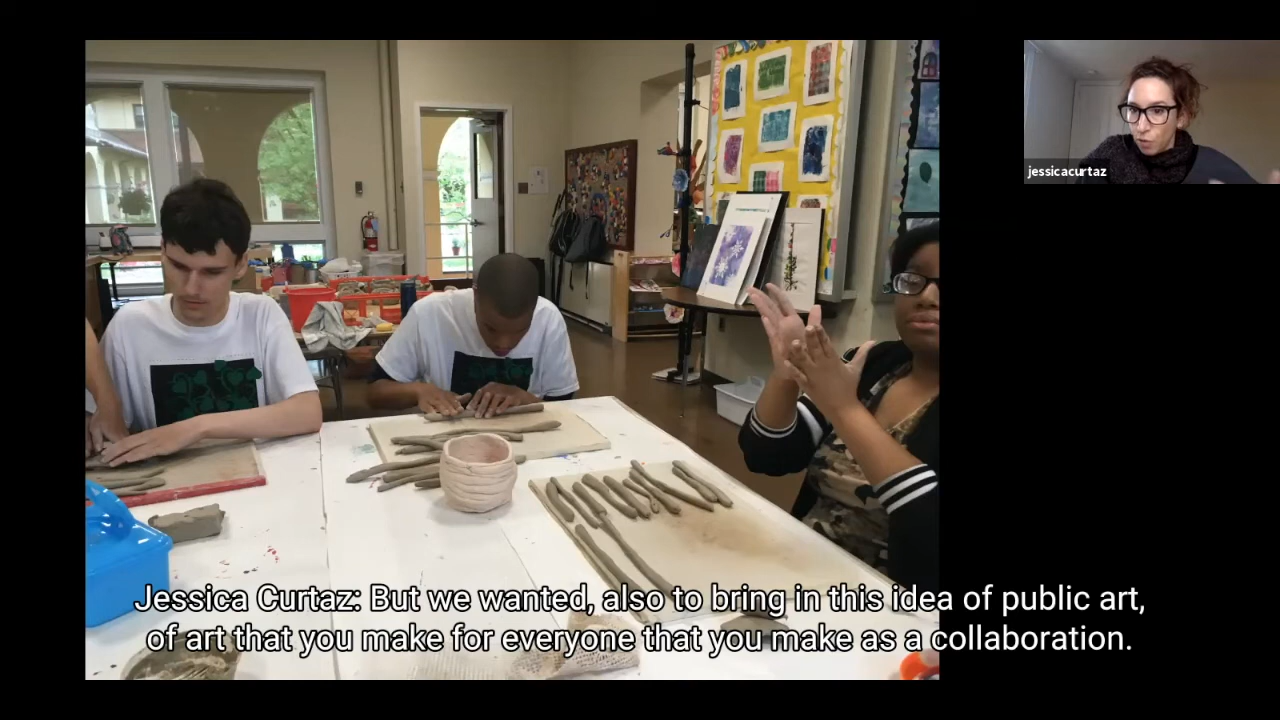 jessicacurtaz
Jessica Curtaz: But we wanted, also to bring in this idea of public art,
of art that you make for everyone that you make as a collaboration.